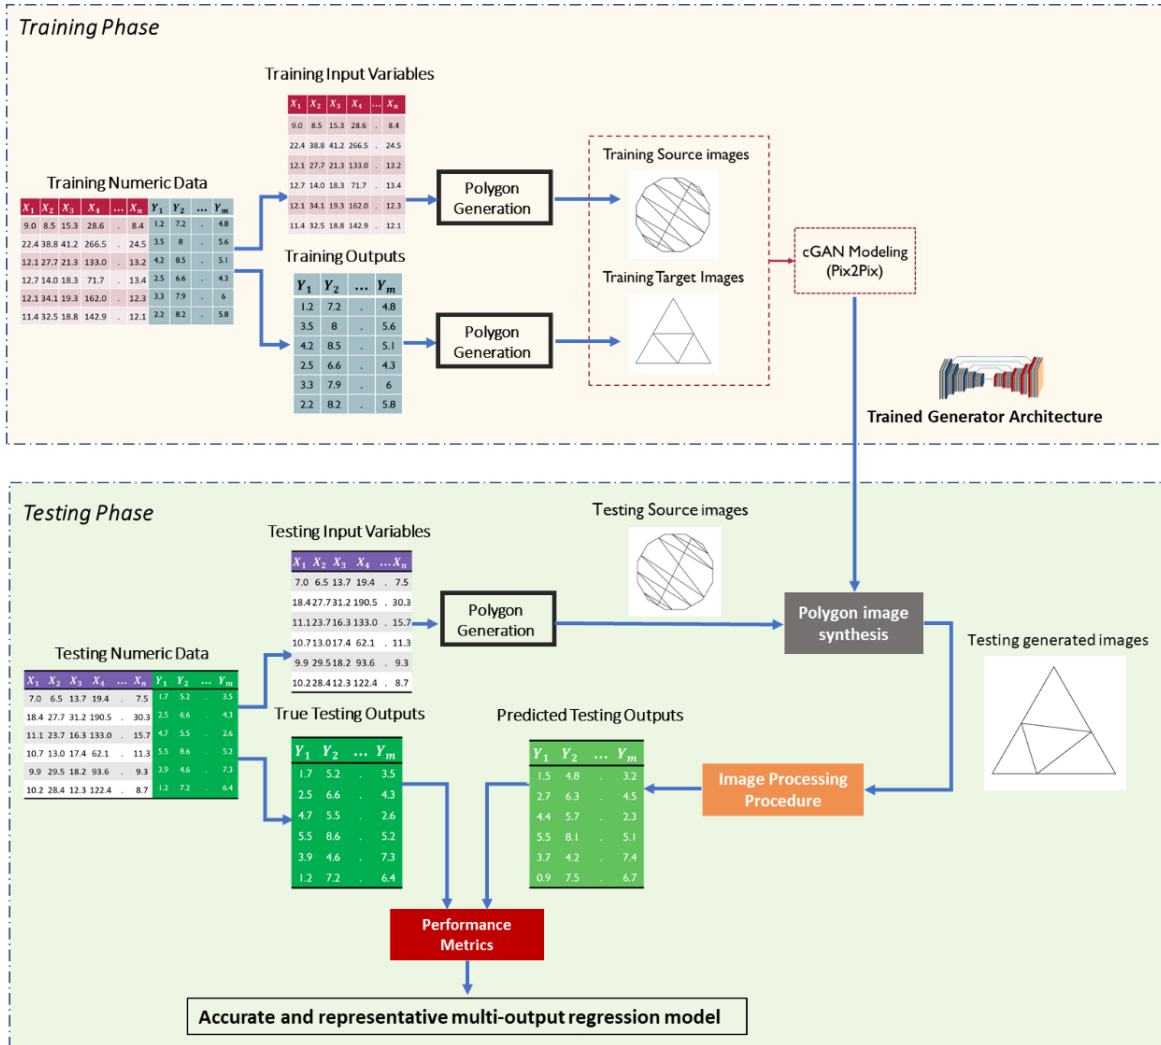 Training Phase
Training Input Variables
X1 X2 X3 X4 ... Xn
9.0 8.5 15.3 28.6 . 8.4
22.4 38.8 41.2 266.5 . 24.5
12.1 27.7 21.3 133.0 . 13.2
12.7 14.0 18.3 71.7 . 13.4
12.1 34.1 19.3 162.0 . 12.3
11.4 32.5 18.8 142.9 . 12.1
Training Numeric Data
X1 X2 X3 X4 ... Xn Y1 Y2 ... Ym
9.0 8.5 15.3 28.6 . 8.4 1.2 7.2 . 4.8
22.4 38.8 41.2 266.5 . 24.5 3.5 8 . 5.6
12.1 27.7 21.3 133.0 . 13.2 4.2 8.5 . 5.1
12.7 14.0 18.3 71.7 . 13.4 2.5 6.6 . 4.3
12.1 34.1 19.3 162.0 . 12.3 3.3 7.9 . 6
11.4 32.5 18.8 142.9 . 12.1 2.2 8.2 . 5.8
Polygon
Generation
Training Outputs
Y1 Y2 ... Ym
1.2 7.2 . 4.8
3.5 8 . 5.6
4.2 8.5 . 5.1
2.5 6.6 . 4.3
3.3 7.9 . 6
2.2 8.2 . 5.8
Polygon
Generation
Training Source images
Training Target Images
cGAN Modeling
(Pix2Pix)
Trained Generator Architecture
Testing Phase
Testing Input Variables
X1 X2 X3 X4 ... Xn
7.0 6.5 13.7 19.4 . 7.5
18.4 27.7 31.2 190.5 . 30.3
11.1 23.7 16.3 133.0 . 15.7
10.7 13.0 17.4 62.1 . 11.3
9.9 29.5 18.2 93.6 . 9.3
10.2 28.4 12.3 122.4 . 8.7
Testing Numeric Data
X1 X2 X3 X4 ... Xn Y1 Y2 ... Ym
7.0 6.5 13.7 19.4 . 7.5 1.7 5.2 . 3.5
18.4 27.7 31.2 190.5 . 30.3 2.5 6.6 . 4.3
11.1 23.7 16.3 133.0 . 15.7 4.7 5.5 . 2.6
10.7 13.0 17.4 62.1 . 11.3 5.5 8.6 . 5.2
9.9 29.5 18.2 93.6 . 9.3 3.9 4.6 . 7.3
10.2 28.4 12.3 122.4 . 8.7 1.2 7.2 . 6.4
Polygon
Generation
Testing Source images
Polygon image
synthesis
Testing generated images
True Testing Outputs
Y1 Y2 ... Ym
1.7 5.2 . 3.5
2.5 6.6 . 4.3
4.7 5.5 . 2.6
5.5 8.6 . 5.2
3.9 4.6 . 7.3
1.2 7.2 . 6.4
Predicted Testing Outputs
Y1 Y2 ... Ym
1.5 4.8 . 3.2
2.7 6.3 . 4.5
4.4 5.7 . 2.3
5.5 8.1 . 5.1
3.7 4.2 . 7.4
0.9 7.5 . 6.7
Image Processing
Procedure
Performance
Metrics
Accurate and representative multi-output regression model